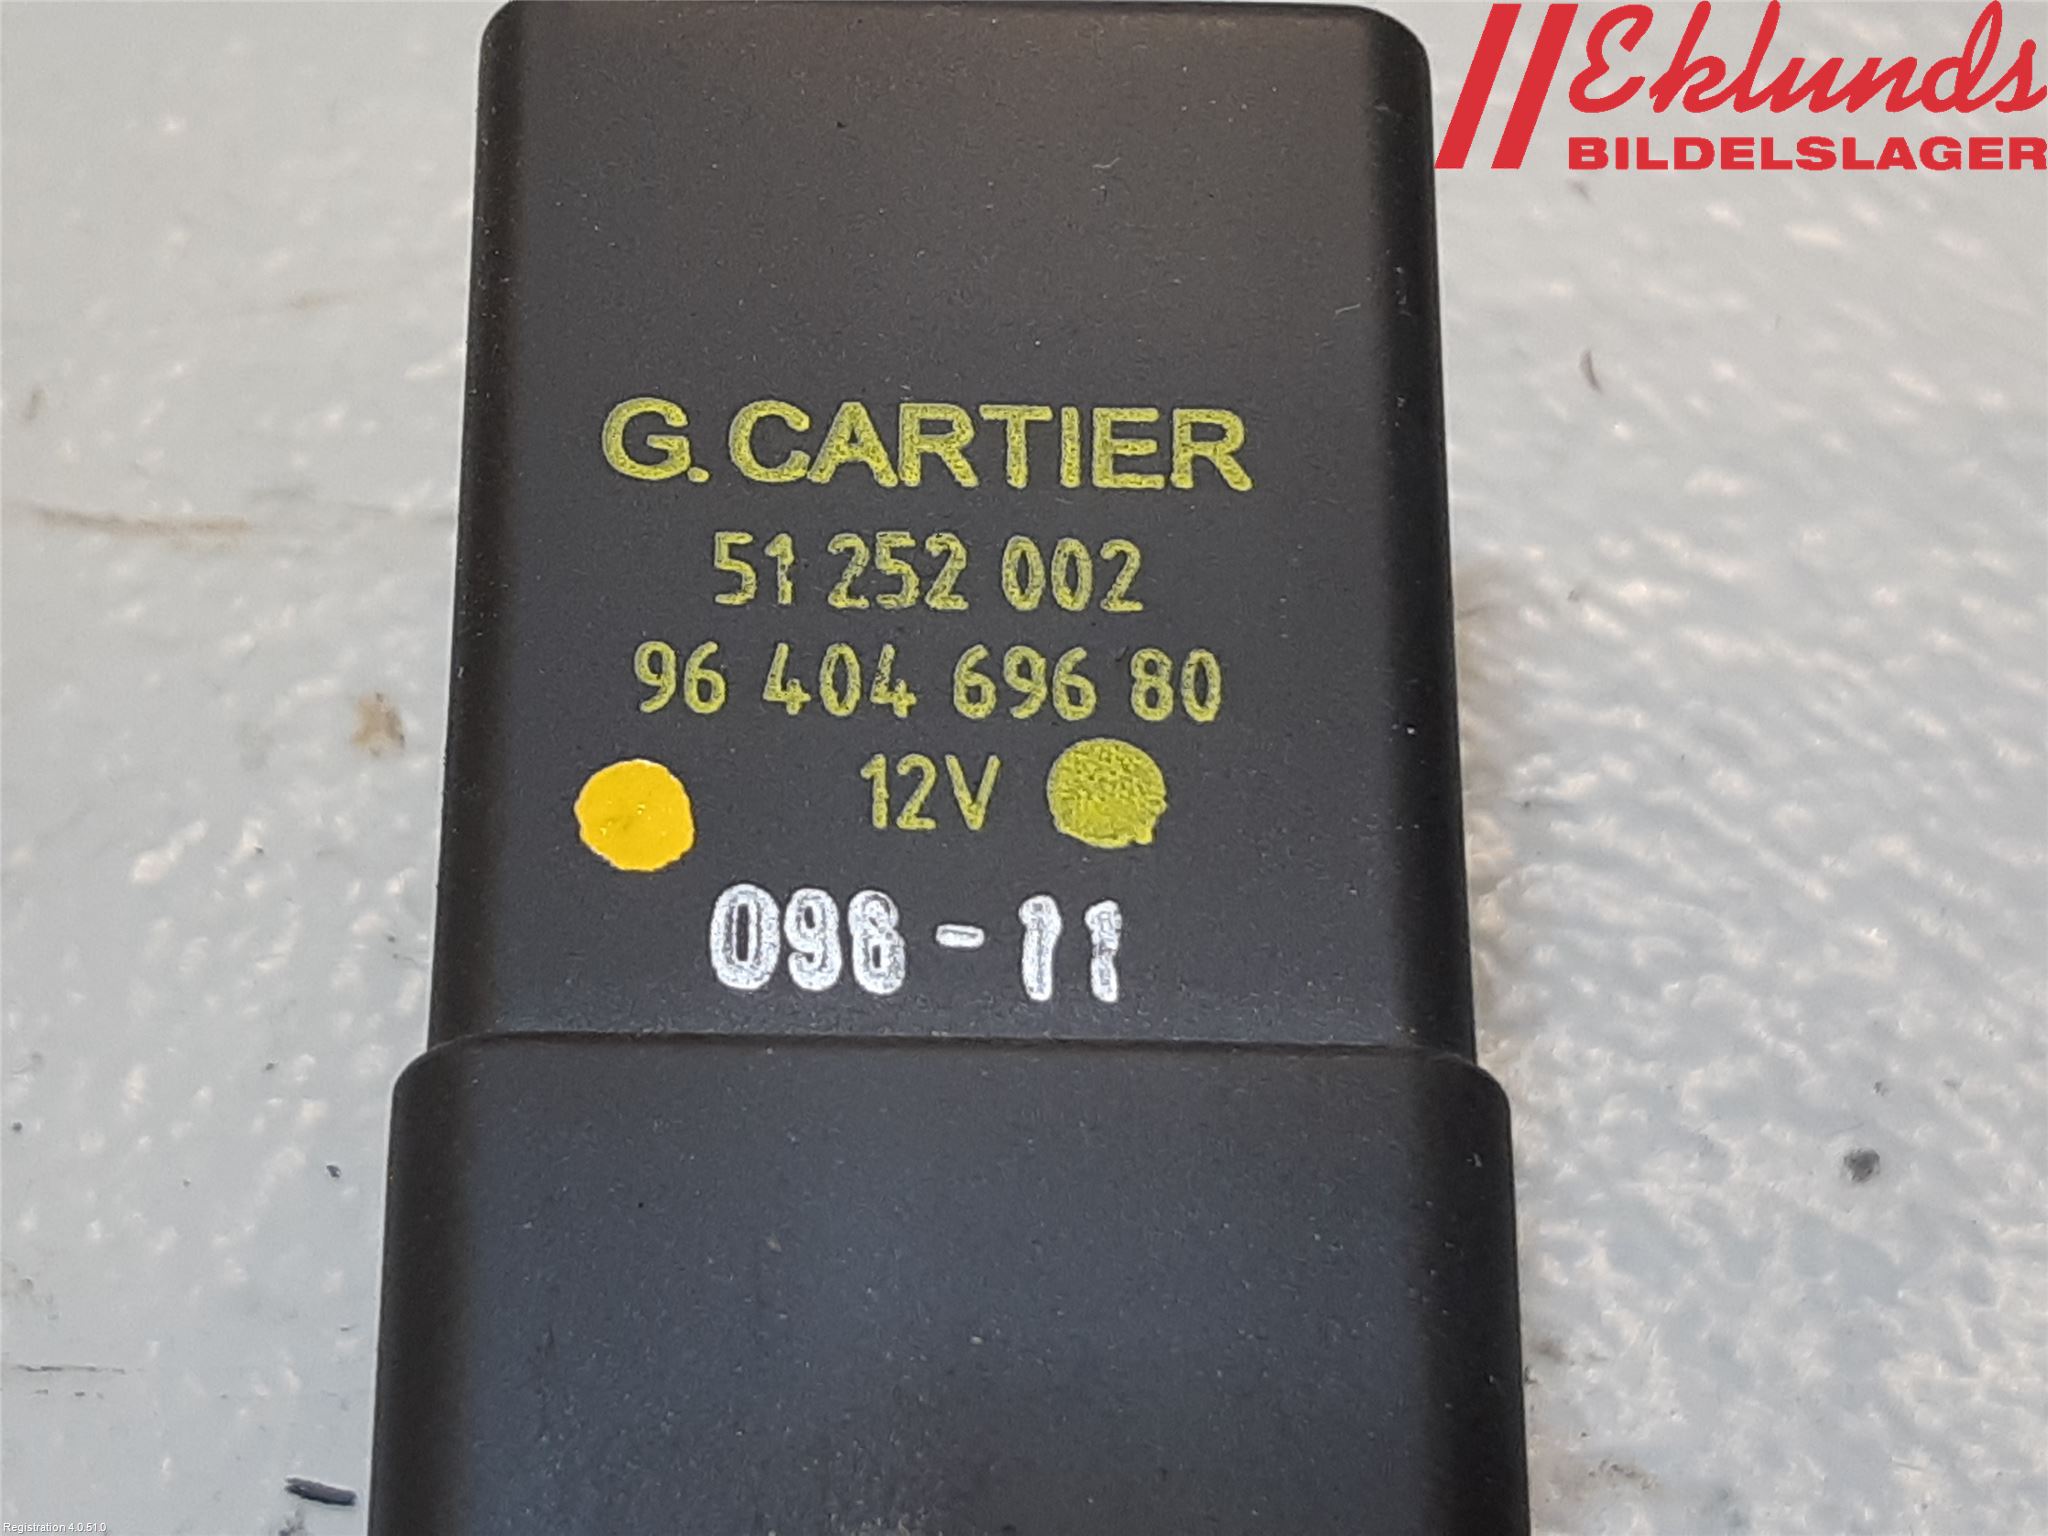 Eklunds
BILDELSLAGER
G. CARTIER
51 252 002
96 404 696 80
12V
098-11
Registration 4.0.51.0